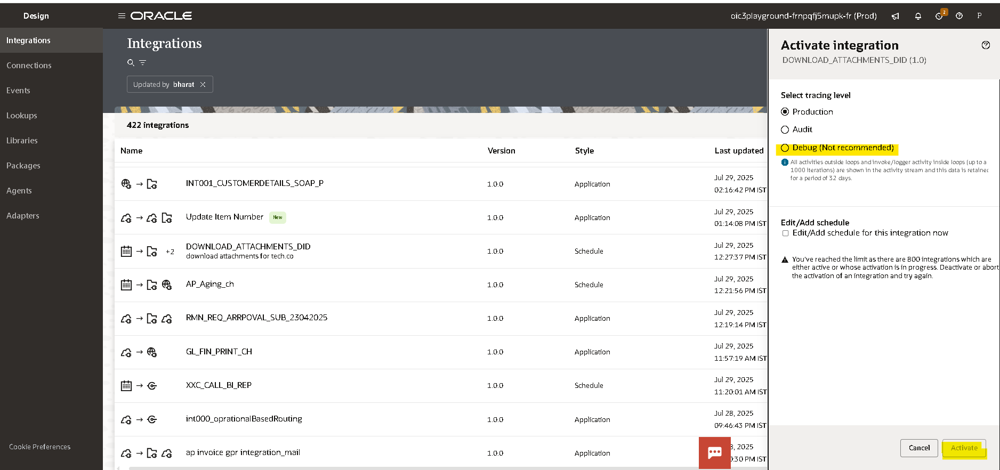 Design
ORACLE
oic3playground-frnpqfj5mupk-fr (Prod)
2
P
Integrations
Connections
Events
Lookups
Libraries
Packages
Agents
Adapters
Cookie Preferences
Integrations
Updated by bharat
422 integrations
Name Version Style Last updated
INT001_CUSTOMERDETAILS_SOAP_P 1.0.0 Application Jul 29, 2025
02:16:42 PM IST
Update Item Number New 1.0.0 Application Jul 29, 2025
01:14:08 PM IST
+2 DOWNLOAD_ATTACHMENTS_DID 1.0.0 Schedule Jul 29, 2025
download attachments for tech.co 12:27:37 PM IST
AP_Aging_ch 1.0.0 Schedule Jul 29, 2025
12:21:56 PM IST
RMN_REQ_ARRPOVAL_SUB_23042025 1.0.0 Application Jul 29, 2025
12:19:14 PM IST
GL_FIN_PRINT_CH 1.0.0 Application Jul 29, 2025
11:57:19 AM IST
XXC_CALL_BI_REP 1.0.0 Schedule Jul 29, 2025
11:20:01 AM IST
int000_oprationalBasedRouting 1.0.0 Application Jul 28, 2025
09:46:43 PM IST
ap invoice gpr integration_mail 1.0.0 Application , 2025
:30 PM IST
Activate integration
DOWNLOAD_ATTACHMENTS_DID (1.0)
Select tracing level
Production
Audit
Debug (Not recommended)
All activities outside loops and invoke/logger activity inside loops (up to a
1000 iterations) are shown in the activity stream and this data is retained
for a period of 32 days.
Edit/Add schedule
Edit/Add schedule for this integration now
You've reached the limit as there are 800 integrations which are
either active or whose activation is in progress. Deactivate or abort
the activation of an integration and try again.
Cancel
Activate